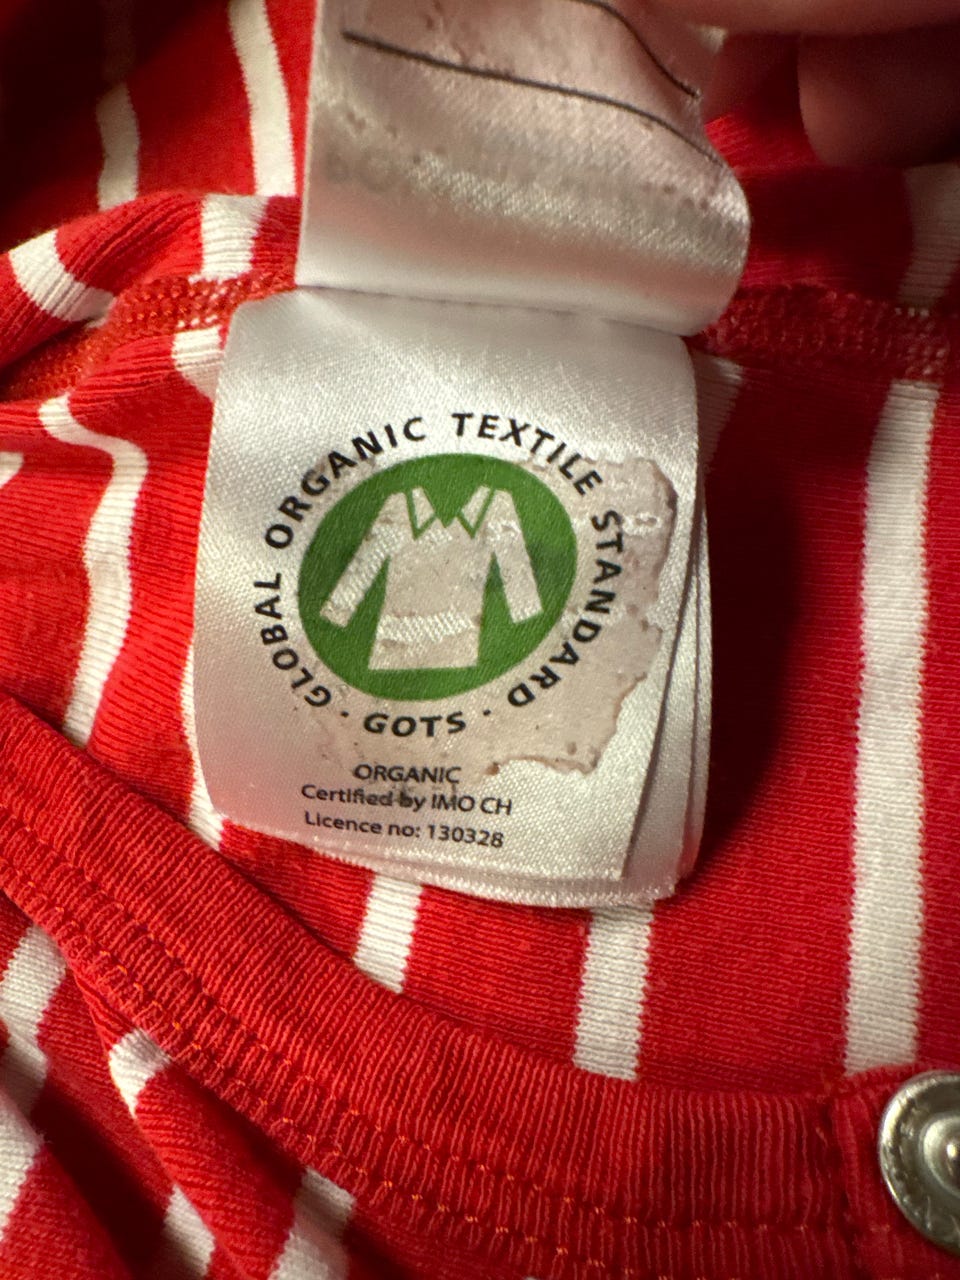 GLOBAL ORGANIC TEXTILE STANDARD · GOTS ·
ORGANIC
Certified by IMO CH
Licence no: 130328